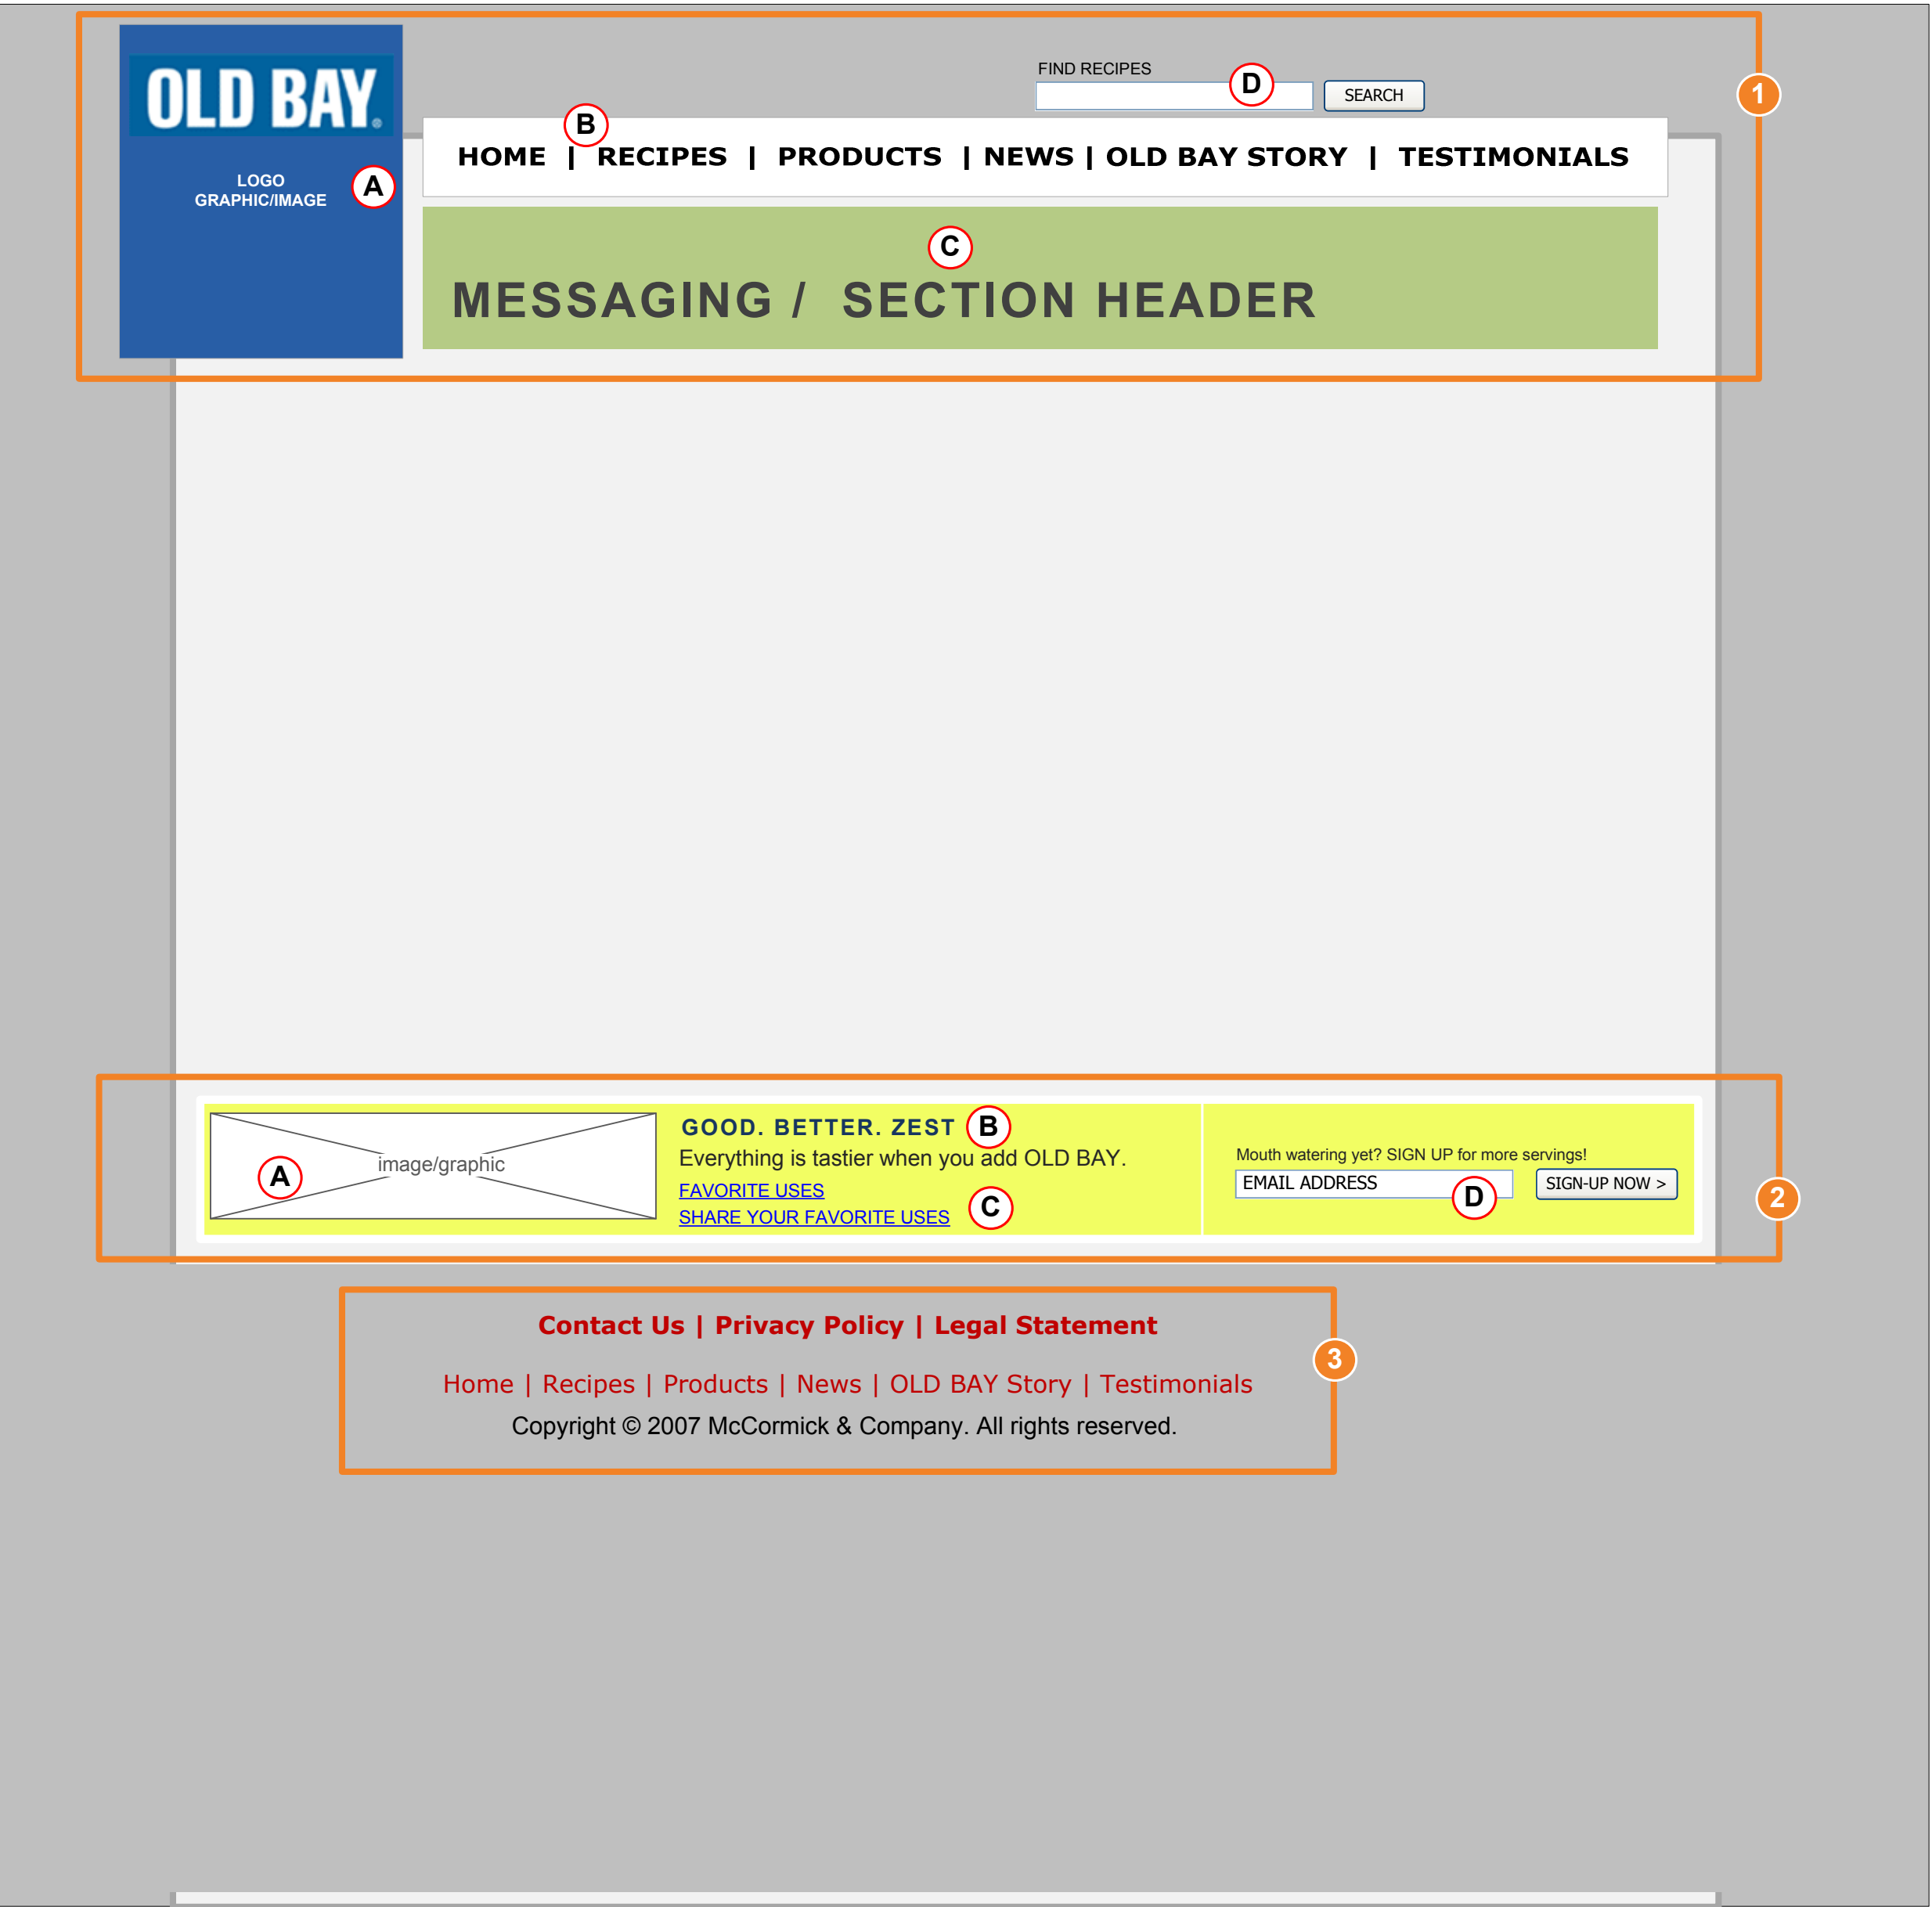 OLD BAY®
LOGO
GRAPHIC/IMAGE
A
FIND RECIPES
D
SEARCH
1
B
HOME | RECIPES | PRODUCTS | NEWS | OLD BAY STORY | TESTIMONIALS
C
MESSAGING / SECTION HEADER
image/graphic
A
GOOD. BETTER. ZEST
B
Everything is tastier when you add OLD BAY.
FAVORITE USES
SHARE YOUR FAVORITE USES
C
Mouth watering yet? SIGN UP for more servings!
EMAIL ADDRESS
D
SIGN-UP NOW >
2
Contact Us | Privacy Policy | Legal Statement
3
Home | Recipes | Products | News | OLD BAY Story | Testimonials
Copyright © 2007 McCormick & Company. All rights reserved.